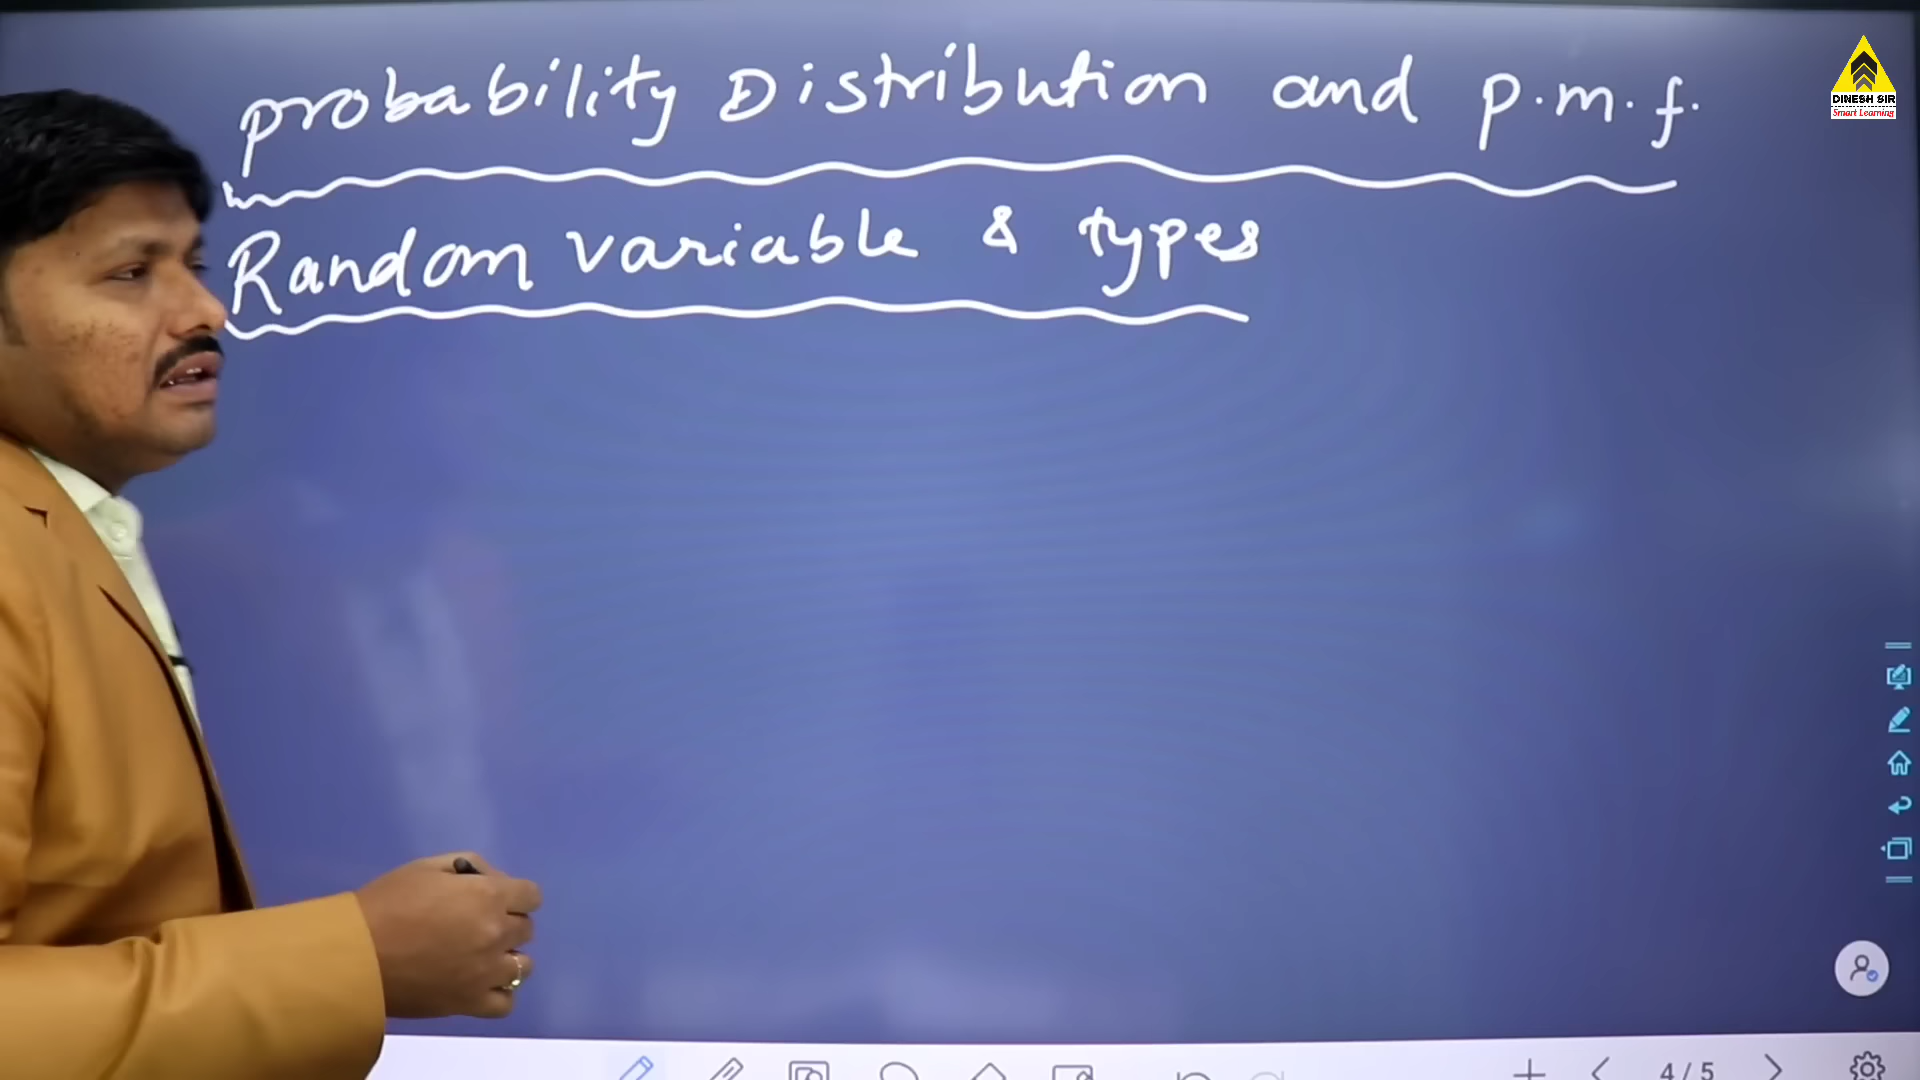 probability Distribution and p.m.f.
DINESH SIR
Smart Learning
Random variable & types
4/5